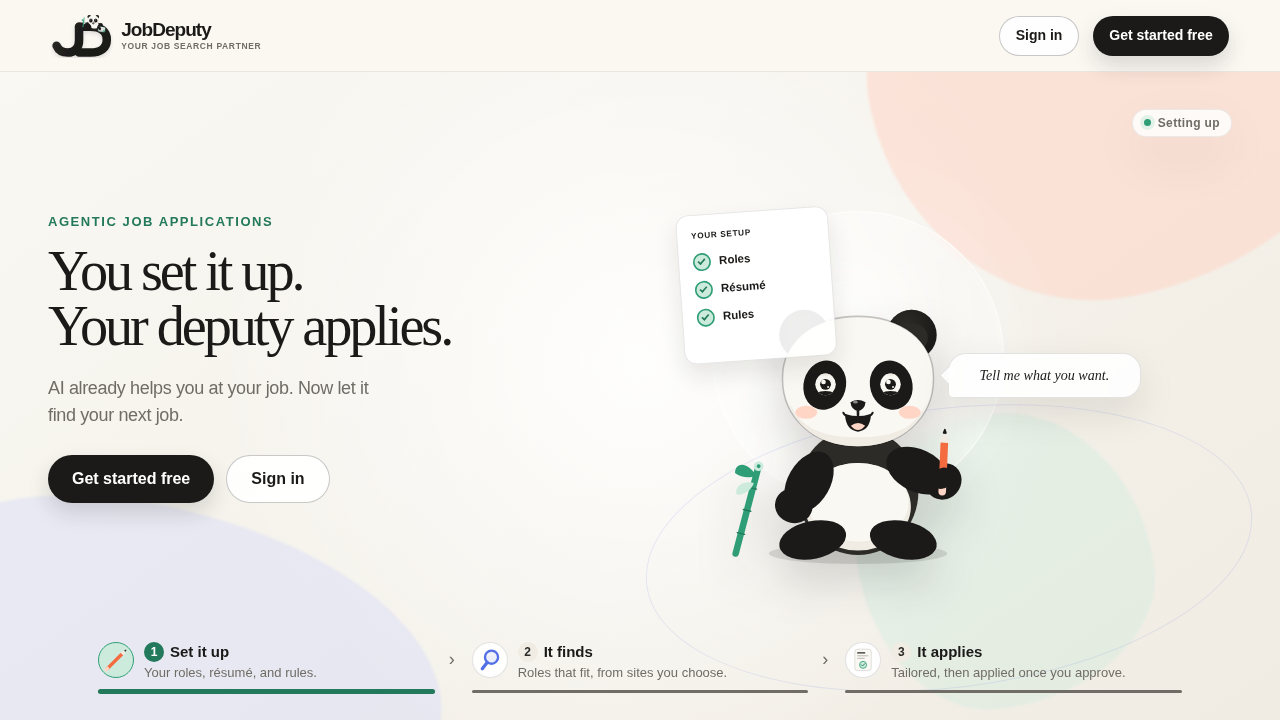 JobDeputy
YOUR JOB SEARCH PARTNER
Sign in
Get started free
Setting up
AGENTIC JOB APPLICATIONS
You set it up.
Your deputy applies.
AI already helps you at your job. Now let it
find your next job.
Get started free
Sign in
YOUR SETUP
Roles
Résumé
Rules
Tell me what you want.
1 Set it up
Your roles, résumé, and rules.
›
2 It finds
Roles that fit, from sites you choose.
›
3 It applies
Tailored, then applied once you approve.